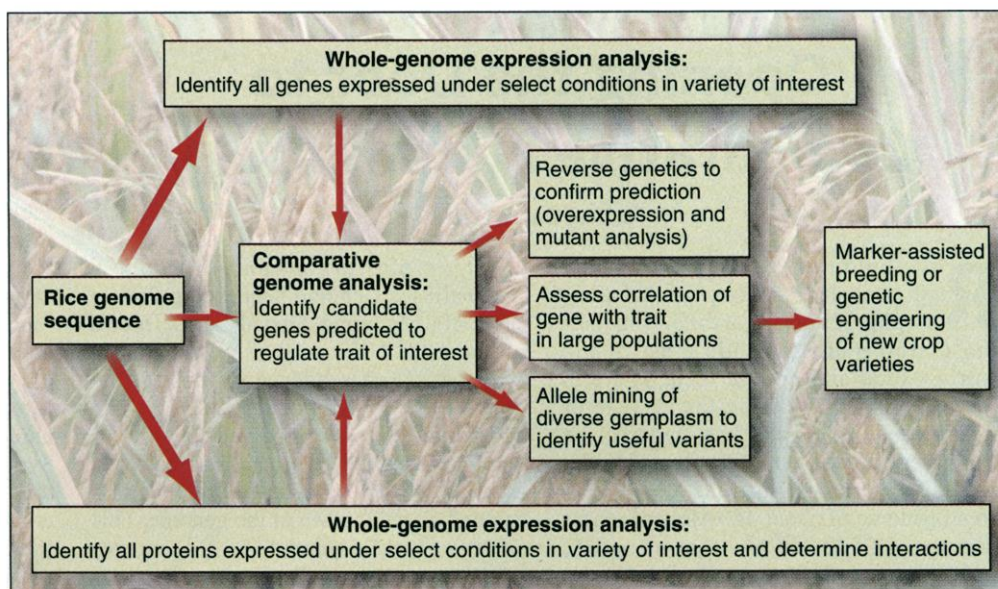 Whole-genome expression analysis:
Identify all genes expressed under select conditions in variety of interest
Rice genome
sequence
Comparative
genome analysis:
Identify candidate
genes predicted to
regulate trait of interest
Reverse genetics to
confirm prediction
(overexpression and
mutant analysis)
Assess correlation of
gene with trait
in large populations
Allele mining of
diverse germplasm to
identify useful variants
Marker-assisted
breeding or
genetic
engineering
of new crop
varieties
Whole-genome expression analysis:
Identify all proteins expressed under select conditions in variety of interest and determine interactions